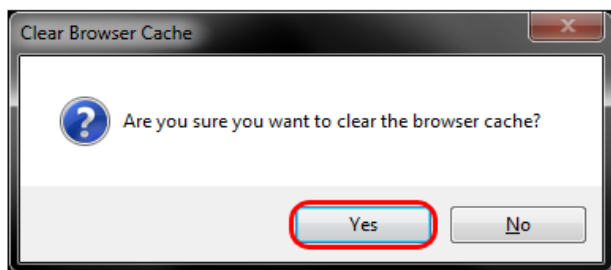 Clear Browser Cache
Are you sure you want to clear the browser cache?
Yes
No